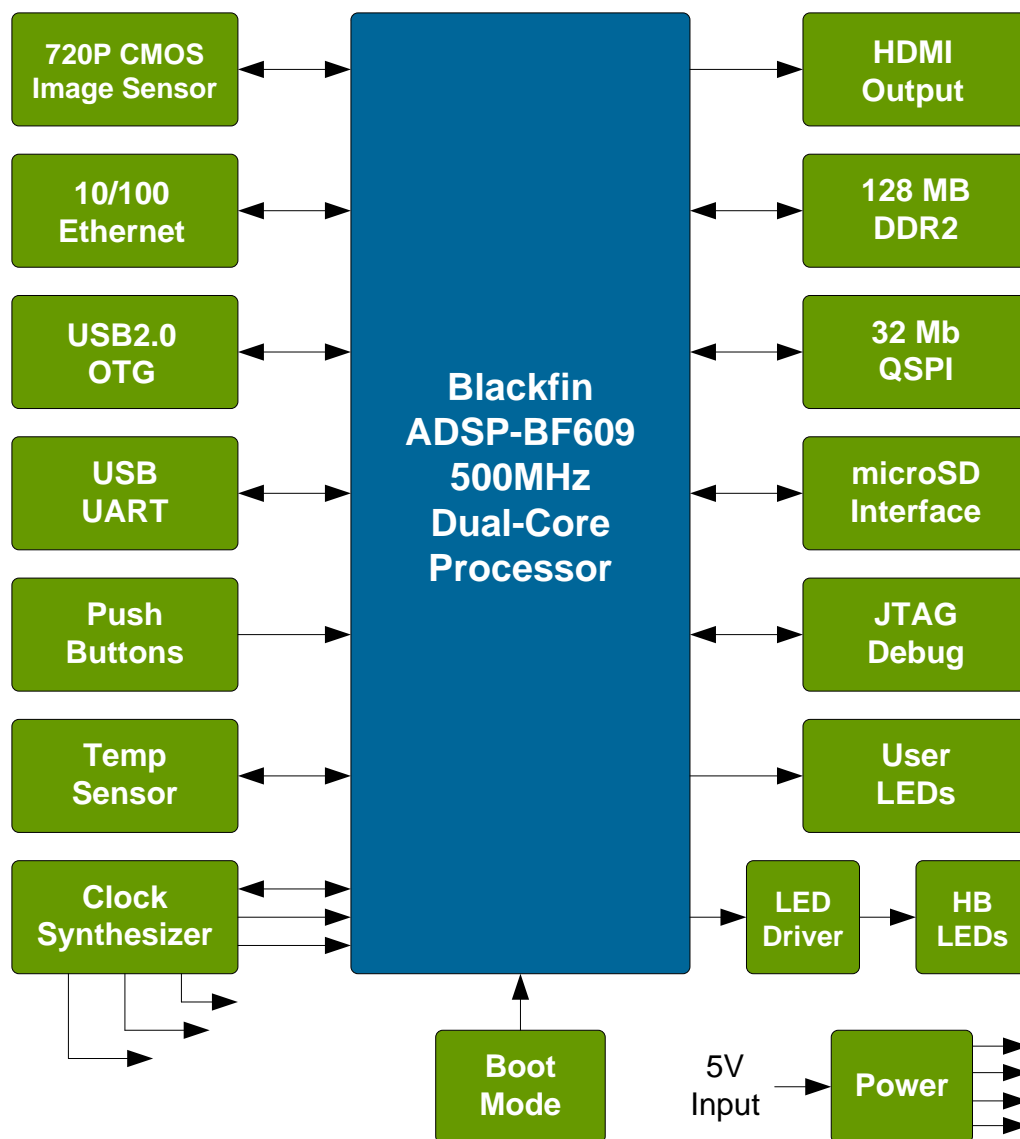 720P CMOS
Image Sensor
10/100
Ethernet
USB2.0
OTG
USB
UART
Push
Buttons
Temp
Sensor
Clock
Synthesizer
Blackfin
ADSP-BF609
500MHz
Dual-Core
Processor
Boot
Mode
HDMI
Output
128 MB
DDR2
32 Mb
QSPI
microSD
Interface
JTAG
Debug
User
LEDs
LED
Driver
HB
LEDs
5V
Input
Power